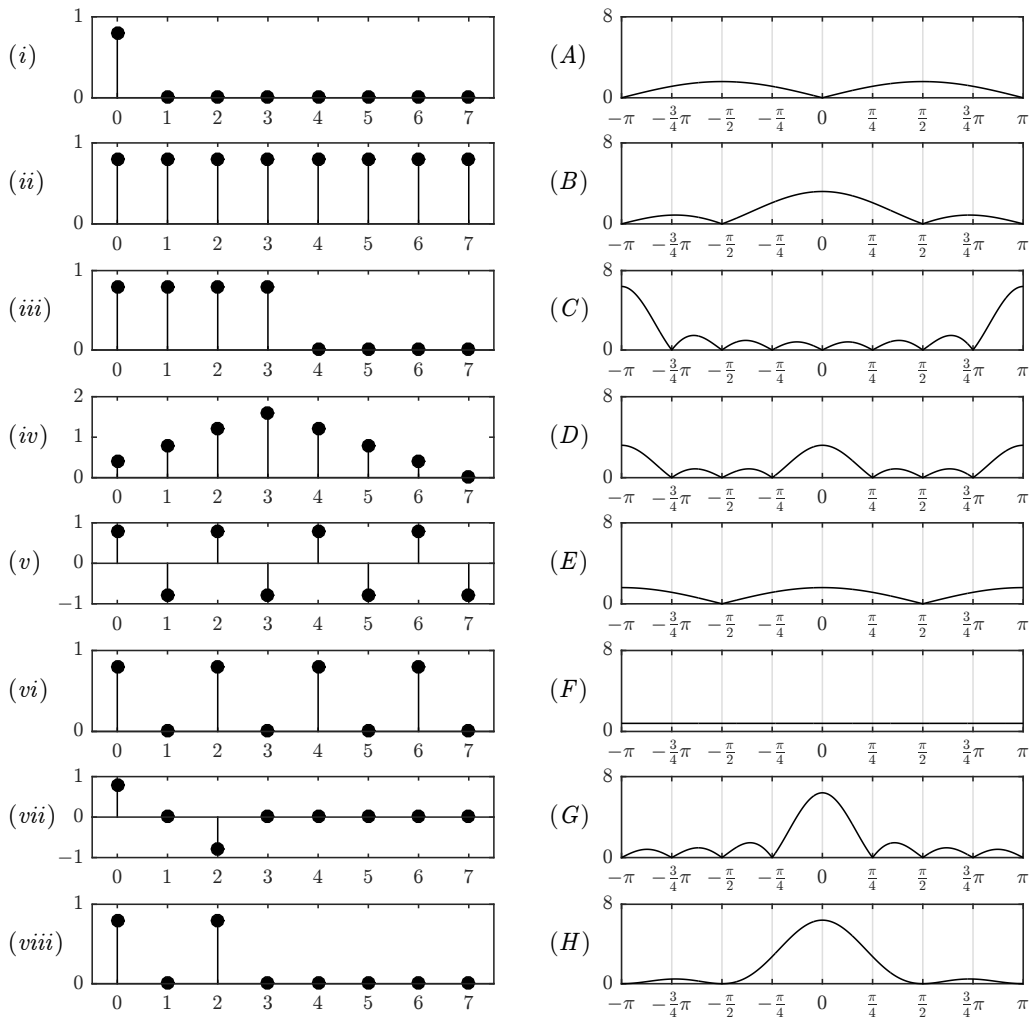 (i) 1 0 0 1 2 3 4 5 6 7
(A) 8 0 −π −3/4π −π/2 −π/4 0 π/4 π/2 3/4π π
(ii) 1 0 0 1 2 3 4 5 6 7
(B) 8 0 −π −3/4π −π/2 −π/4 0 π/4 π/2 3/4π π
(iii) 1 0 0 1 2 3 4 5 6 7
(C) 8 0 −π −3/4π −π/2 −π/4 0 π/4 π/2 3/4π π
(iv) 2 1 0 0 1 2 3 4 5 6 7
(D) 8 0 −π −3/4π −π/2 −π/4 0 π/4 π/2 3/4π π
(v) 1 0 −1 0 1 2 3 4 5 6 7
(E) 8 0 −π −3/4π −π/2 −π/4 0 π/4 π/2 3/4π π
(vi) 1 0 0 1 2 3 4 5 6 7
(F) 8 0 −π −3/4π −π/2 −π/4 0 π/4 π/2 3/4π π
(vii) 1 0 −1 0 1 2 3 4 5 6 7
(G) 8 0 −π −3/4π −π/2 −π/4 0 π/4 π/2 3/4π π
(viii) 1 0 0 1 2 3 4 5 6 7
(H) 8 0 −π −3/4π −π/2 −π/4 0 π/4 π/2 3/4π π